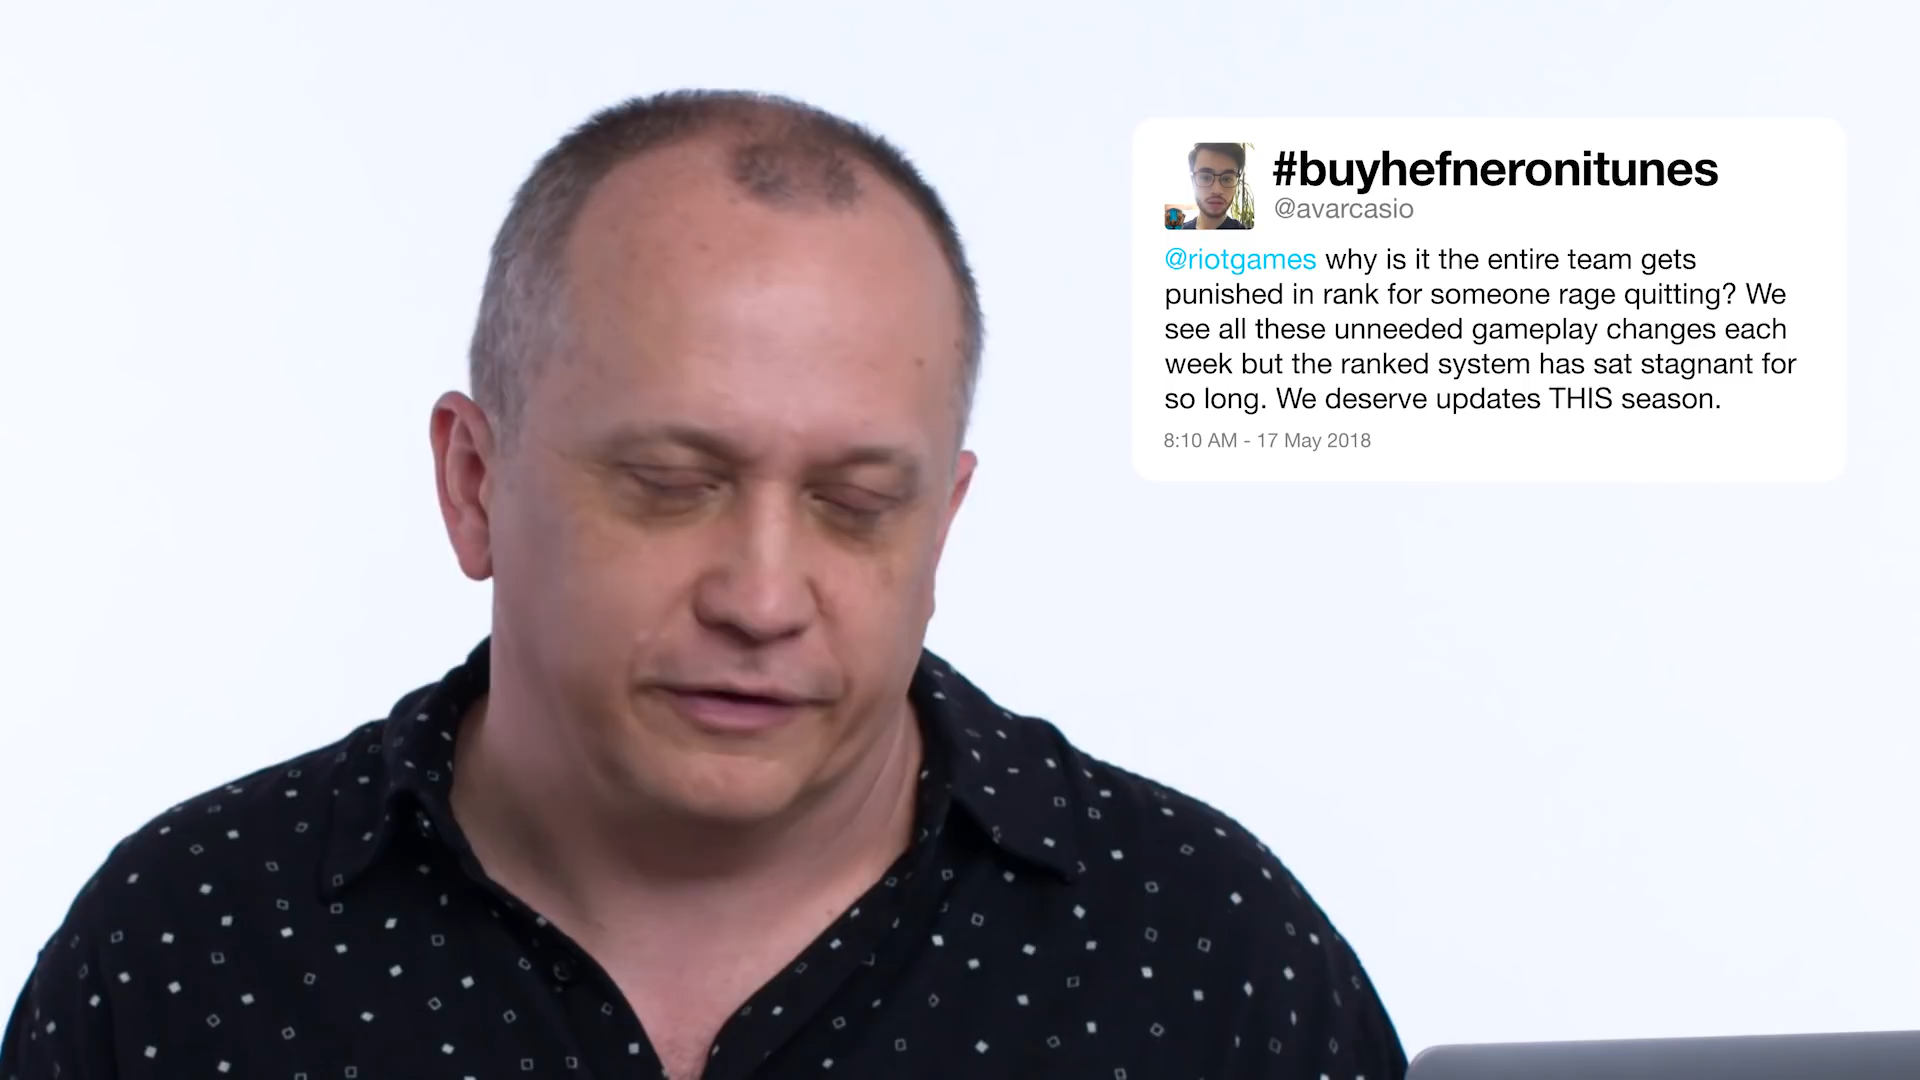 #buyhefneronitunes
@avarcasio
@riotgames why is it the entire team gets
punished in rank for someone rage quitting? We
see all these unneeded gameplay changes each
week but the ranked system has sat stagnant for
so long. We deserve updates THIS season.
8:10 AM - 17 May 2018